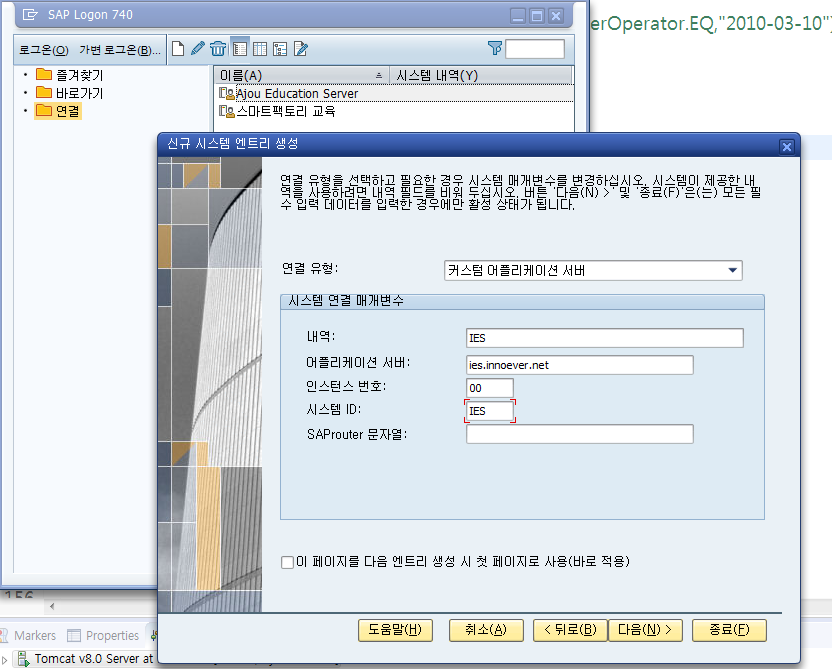 SAP Logon 740
erOperator.EQ,"2010-03-10"
로그온(O) 가변 로그온(B)...
즐겨찾기
바로가기
연결
이름(A) 시스템 내역(Y)
Ajou Education Server
스마트팩토리 교육
신규 시스템 엔트리 생성
연결 유형을 선택하고 필요한 경우 시스템 매개변수를 변경하십시오. 시스템이 제공한 내
역을 사용하려면 내역 필드를 비워 두십시오. 버튼 '다음(N) >' 및 '종료(F)'은(는) 모든 필
수 입력 데이터를 입력한 경우에만 활성 상태가 됩니다.
연결 유형: 커스텀 어플리케이션 서버
시스템 연결 매개변수
내역: IES
어플리케이션 서버: ies.innoever.net
인스턴스 번호: 00
시스템 ID: IES
SAProuter 문자열:
이 페이지를 다음 엔트리 생성 시 첫 페이지로 사용(바로 적용)
도움말(H) 취소(A) < 뒤로(B) 다음(N) > 종료(F)
156
Markers Properties
Tomcat v8.0 Server at